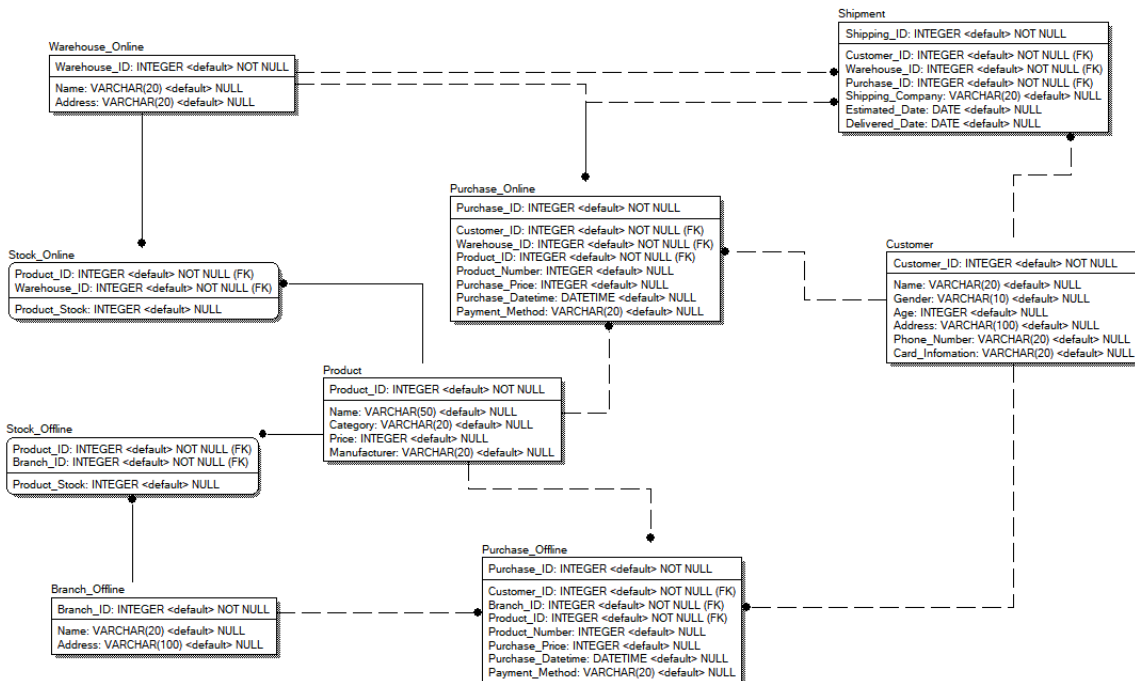 Shipment
Shipping_ID: INTEGER <default> NOT NULL
Customer_ID: INTEGER <default> NOT NULL (FK)
Warehouse_ID: INTEGER <default> NOT NULL (FK)
Purchase_ID: INTEGER <default> NOT NULL (FK)
Shipping_Company: VARCHAR(20) <default> NULL
Estimated_Date: DATE <default> NULL
Delivered_Date: DATE <default> NULL
Warehouse_Online
Warehouse_ID: INTEGER <default> NOT NULL
Name: VARCHAR(20) <default> NULL
Address: VARCHAR(20) <default> NULL
Purchase_Online
Purchase_ID: INTEGER <default> NOT NULL
Customer_ID: INTEGER <default> NOT NULL (FK)
Warehouse_ID: INTEGER <default> NOT NULL (FK)
Product_ID: INTEGER <default> NOT NULL (FK)
Product_Number: INTEGER <default> NULL
Purchase_Price: INTEGER <default> NULL
Purchase_Datetime: DATETIME <default> NULL
Payment_Method: VARCHAR(20) <default> NULL
Customer
Customer_ID: INTEGER <default> NOT NULL
Name: VARCHAR(20) <default> NULL
Gender: VARCHAR(10) <default> NULL
Age: INTEGER <default> NULL
Address: VARCHAR(100) <default> NULL
Phone_Number: VARCHAR(20) <default> NULL
Card_Infomation: VARCHAR(20) <default> NULL
Stock_Online
Product_ID: INTEGER <default> NOT NULL (FK)
Warehouse_ID: INTEGER <default> NOT NULL (FK)
Product_Stock: INTEGER <default> NULL
Product
Product_ID: INTEGER <default> NOT NULL
Name: VARCHAR(50) <default> NULL
Category: VARCHAR(20) <default> NULL
Price: INTEGER <default> NULL
Manufacturer: VARCHAR(20) <default> NULL
Stock_Offline
Product_ID: INTEGER <default> NOT NULL (FK)
Branch_ID: INTEGER <default> NOT NULL (FK)
Product_Stock: INTEGER <default> NULL
Purchase_Offline
Purchase_ID: INTEGER <default> NOT NULL
Customer_ID: INTEGER <default> NOT NULL (FK)
Branch_ID: INTEGER <default> NOT NULL (FK)
Product_ID: INTEGER <default> NOT NULL (FK)
Product_Number: INTEGER <default> NULL
Purchase_Price: INTEGER <default> NULL
Purchase_Datetime: DATETIME <default> NULL
Payment_Method: VARCHAR(20) <default> NULL
Branch_Offline
Branch_ID: INTEGER <default> NOT NULL
Name: VARCHAR(20) <default> NULL
Address: VARCHAR(100) <default> NULL